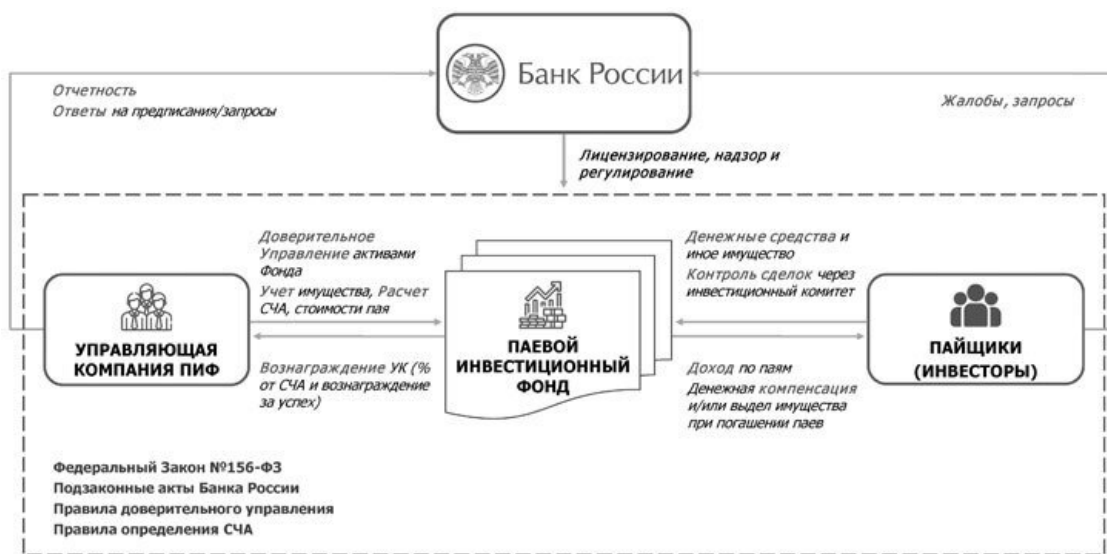 Банк России
Отчетность
Ответы на предписания/запросы
Жалобы, запросы
Лицензирование, надзор и
регулирование
Доверительное
Управление активами
Фонда
Учет имущества, Расчет
СЧА, стоимости пая
Денежные средства и
иное имущество
Контроль сделок через
инвестиционный комитет
УПРАВЛЯЮЩАЯ
КОМПАНИЯ ПИФ
ПАЕВОЙ
ИНВЕСТИЦИОННЫЙ
ФОНД
ПАЙЩИКИ
(ИНВЕСТОРЫ)
Вознаграждение УК (%
от СЧА и вознаграждение
за успех)
Доход по паям
Денежная компенсация
и/или выдел имущества
при погашении паев
Федеральный Закон №156-ФЗ
Подзаконные акты Банка России
Правила доверительного управления
Правила определения СЧА